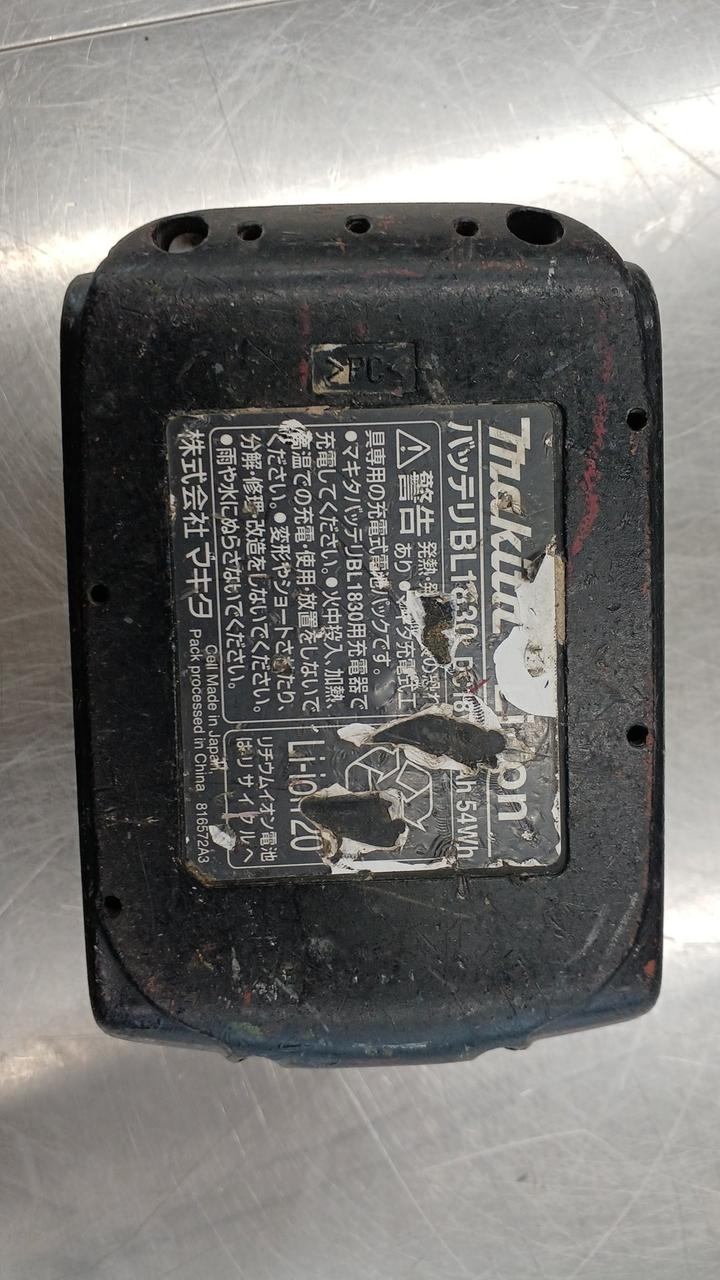 >PC<
makita Li-ion
バッテリBL1830 DC18 54Wh
警告 発熱・
あり・
具専用の充電式電池パックです。
・マキタバッテリBL1830用充電器で
充電してください。・火中投入、加熱、
高温での充電・使用・放置をしないで
ください。・変形やショートさせたり、
分解・修理・改造をしないでください。
・雨や水にぬらさないでください。
Li-ion 20
リチウムイオン電池
はリサイクルへ
株式会社 マキタ
Cell Made in Japan,
Pack processed in China 816572A3